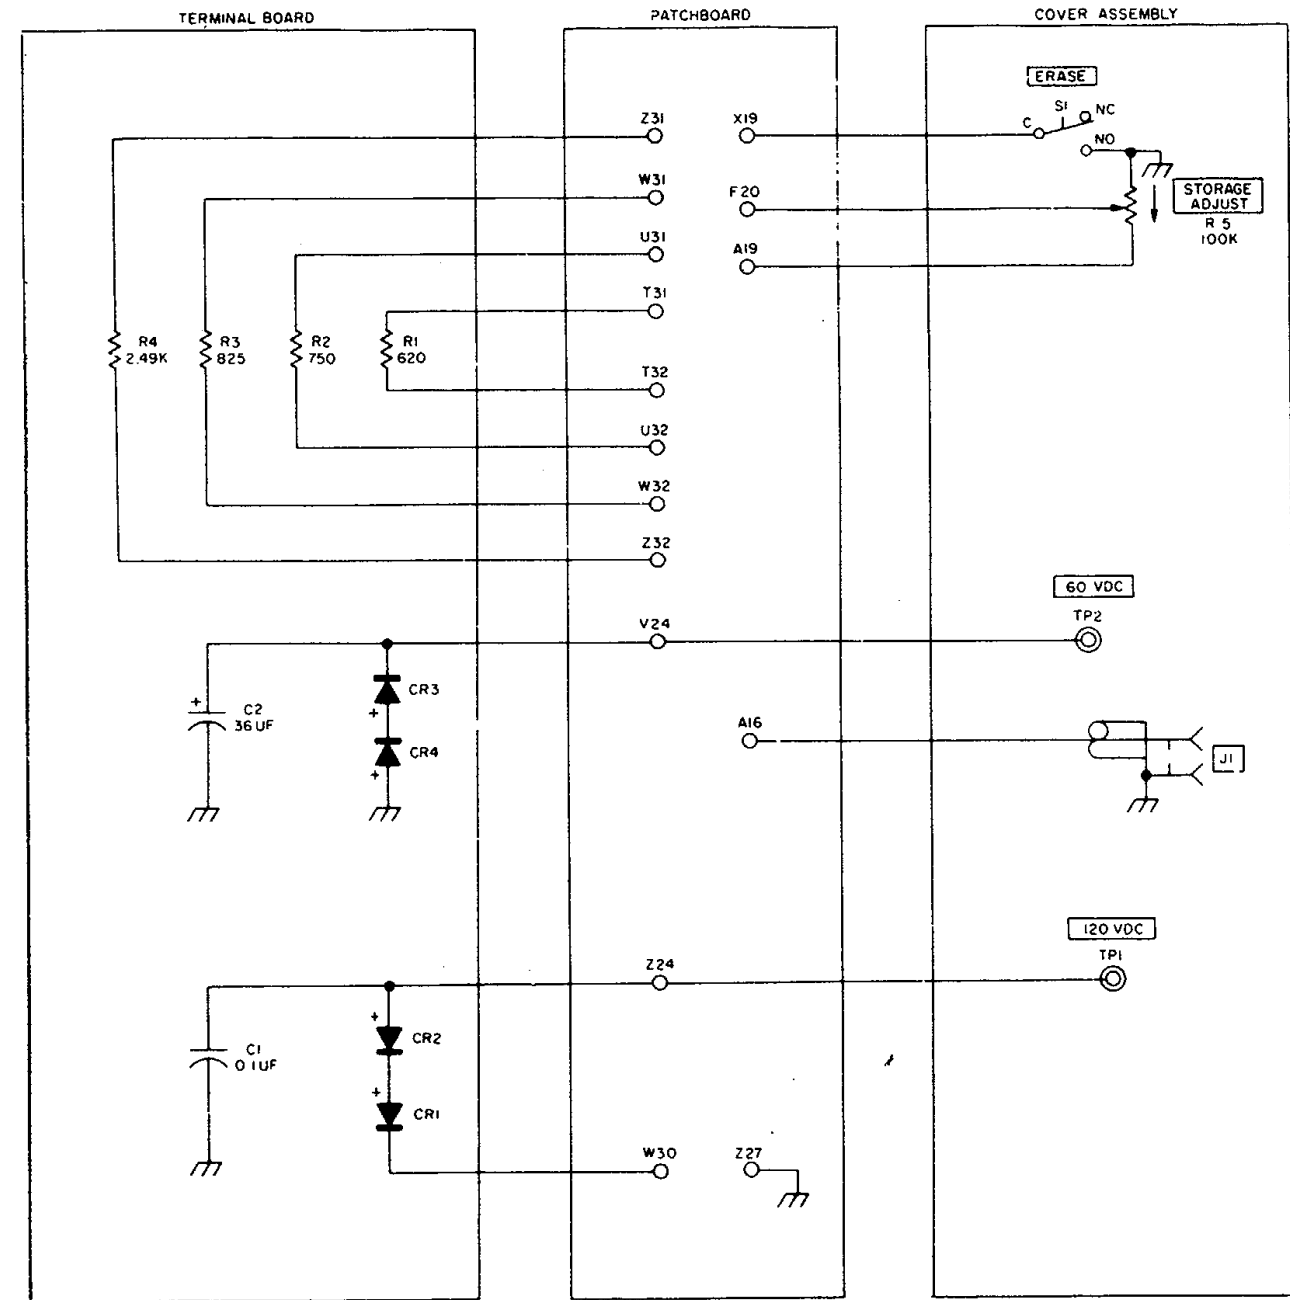 TERMINAL BOARD
PATCHBOARD
COVER ASSEMBLY
ERASE
S1
C
NC
NO
Z31
X19
W31
F20
STORAGE
ADJUST
R 5
100K
U31
A19
T31
R4
2.49K
R3
825
R2
750
R1
620
T32
U32
W32
Z32
60 VDC
V24
TP2
CR3
+
C2
36UF
+
A16
CR4
J1
+
120 VDC
TP1
Z24
+
CR2
C1
0.1UF
+
CR1
W30
Z27